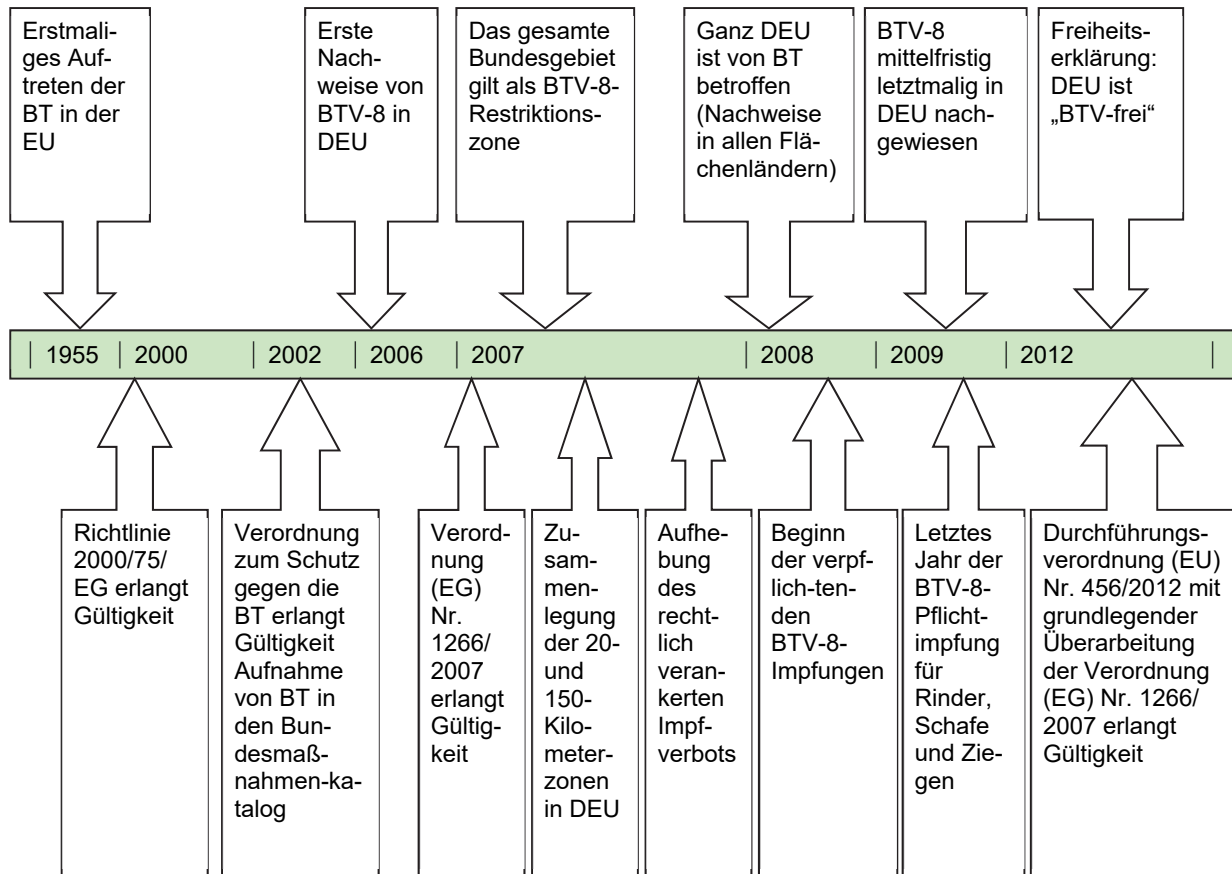 Erstmali-
ges Auf-
treten der
BT in der
EU
Erste
Nach-
weise von
BTV-8 in
DEU
Das gesamte
Bundesgebiet
gilt als BTV-8-
Restriktions-
zone
Ganz DEU
ist von BT
betroffen
(Nachweise
in allen Flä-
chenländern)
BTV-8
mittelfristig
letztmalig in
DEU nach-
gewiesen
Freiheits-
erklärung:
DEU ist
„BTV-frei“
| 1955 | 2000 | 2002 | 2006 | 2007 | 2008 | 2009 | 2012 |
Richtlinie
2000/75/
EG erlangt
Gültigkeit
Verordnung
zum Schutz
gegen die
BT erlangt
Gültigkeit
Aufnahme
von BT in
den Bun-
desmaß-
nahmen-ka-
talog
Verord-
nung
(EG)
Nr.
1266/
2007
erlangt
Gültig-
keit
Zu-
sam-
men-
legung
der 20-
und
150-
Kilo-
meter-
zonen
in DEU
Aufhe-
bung
des
recht-
lich
veran-
kerten
Impf-
verbots
Beginn
der verpf-
lich-ten-
den
BTV-8-
Impfungen
Letztes
Jahr der
BTV-8-
Pflicht-
impfung
für
Rinder,
Schafe
und Zie-
gen
Durchführungs-
verordnung (EU)
Nr. 456/2012 mit
grundlegender
Überarbeitung
der Verordnung
(EG) Nr. 1266/
2007 erlangt
Gültigkeit